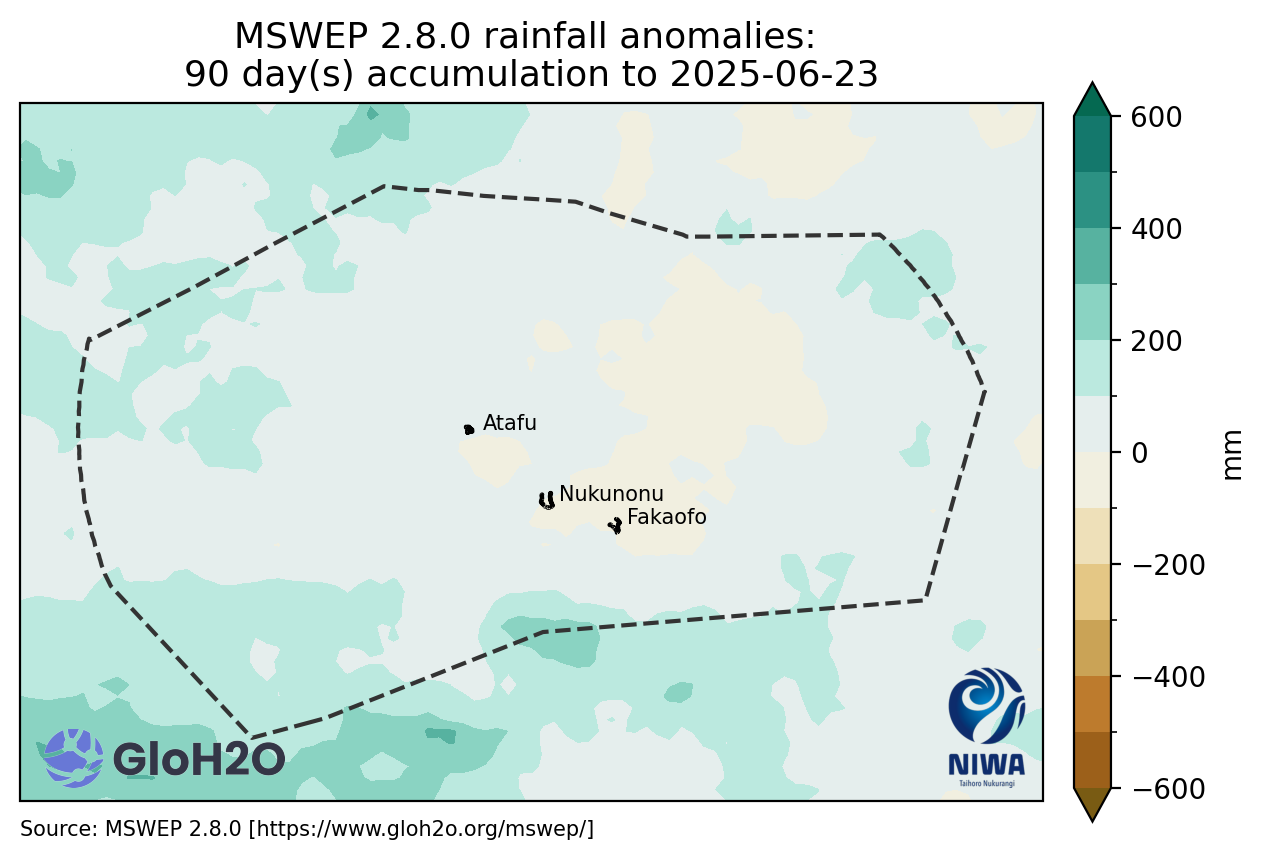 MSWEP 2.8.0 rainfall anomalies:
90 day(s) accumulation to 2025-06-23
600
400
200
0
−200
−400
−600
mm
Atafu
Nukunonu
Fakaofo
GloH2O
NIWA
Taihoro Nukurangi
Source: MSWEP 2.8.0 [https://www.gloh2o.org/mswep/]